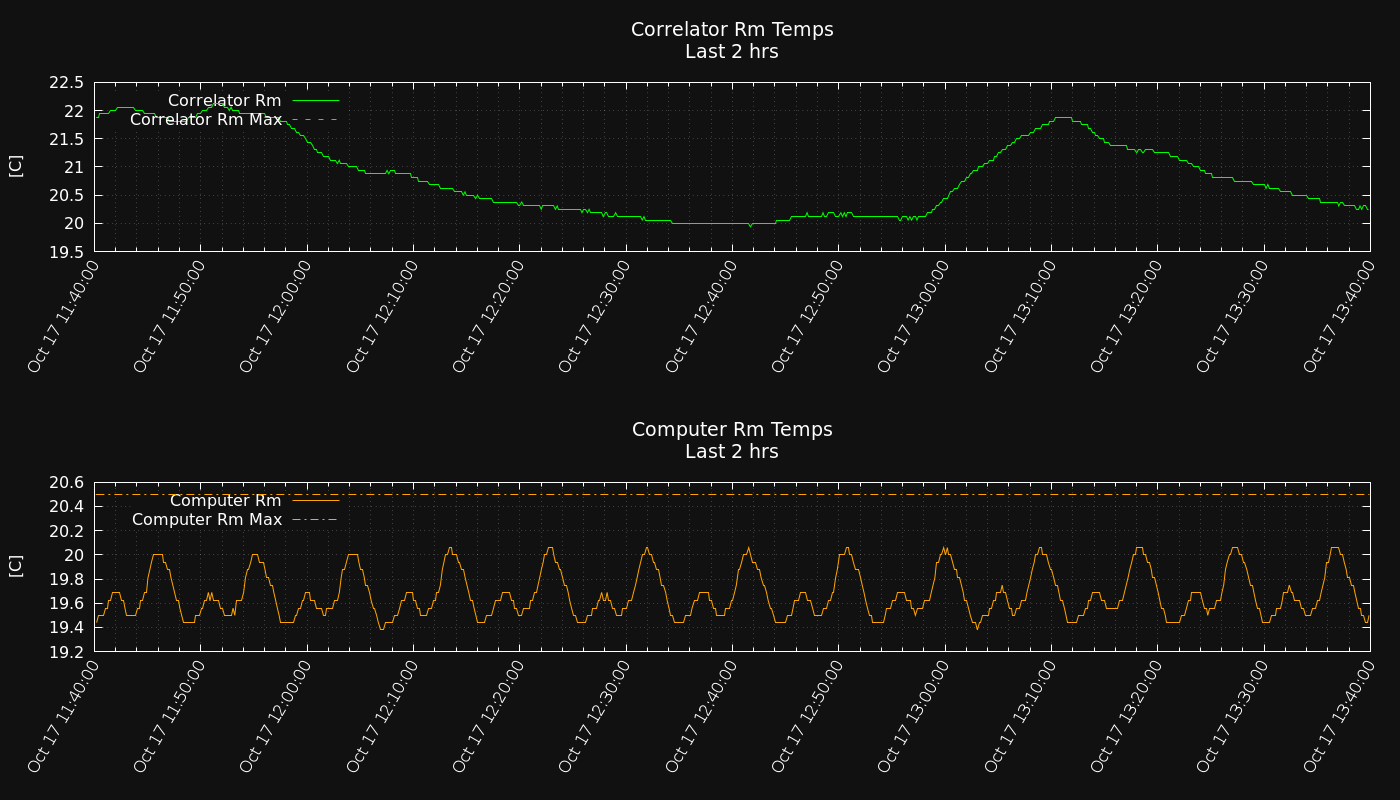 Correlator Rm Temps
Last 2 hrs
22.5
22
21.5
21
20.5
20
19.5
[C]
Correlator Rm
Correlator Rm Max
Oct 17 11:40:00
Oct 17 11:50:00
Oct 17 12:00:00
Oct 17 12:10:00
Oct 17 12:20:00
Oct 17 12:30:00
Oct 17 12:40:00
Oct 17 12:50:00
Oct 17 13:00:00
Oct 17 13:10:00
Oct 17 13:20:00
Oct 17 13:30:00
Oct 17 13:40:00
Computer Rm Temps
Last 2 hrs
20.6
20.4
20.2
20
19.8
19.6
19.4
19.2
[C]
Computer Rm
Computer Rm Max
Oct 17 11:40:00
Oct 17 11:50:00
Oct 17 12:00:00
Oct 17 12:10:00
Oct 17 12:20:00
Oct 17 12:30:00
Oct 17 12:40:00
Oct 17 12:50:00
Oct 17 13:00:00
Oct 17 13:10:00
Oct 17 13:20:00
Oct 17 13:30:00
Oct 17 13:40:00